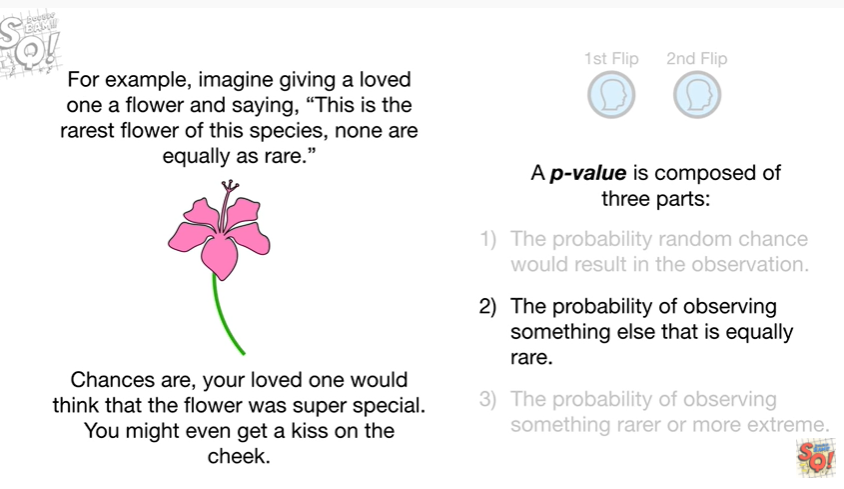 For example, imagine giving a loved
one a flower and saying, “This is the
rarest flower of this species, none are
equally as rare.”
Chances are, your loved one would
think that the flower was super special.
You might even get a kiss on the
cheek.
1st Flip 2nd Flip
A p-value is composed of
three parts:
1) The probability random chance
would result in the observation.
2) The probability of observing
something else that is equally
rare.
3) The probability of observing
something rarer or more extreme.
SQ!
SQ!